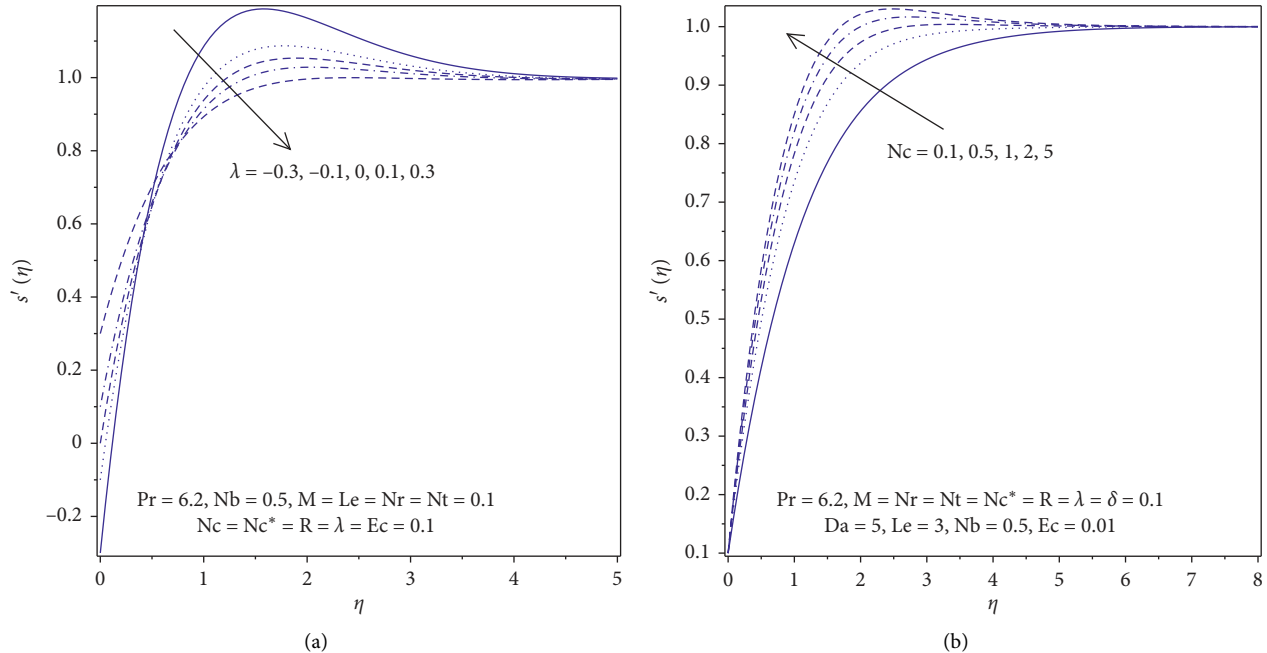 1.0
0.8
0.6
0.4
0.2
0
−0.2
s′ (η)
λ = −0.3, −0.1, 0, 0.1, 0.3
Pr = 6.2, Nb = 0.5, M = Le = Nr = Nt = 0.1
Nc = Nc* = R = λ = Ec = 0.1
0 1 2 3 4 5
η
(a)
1.0
0.9
0.8
0.7
0.6
0.5
0.4
0.3
0.2
0.1
s′ (η)
Nc = 0.1, 0.5, 1, 2, 5
Pr = 6.2, M = Nr = Nt = Nc* = R = λ = δ = 0.1
Da = 5, Le = 3, Nb = 0.5, Ec = 0.01
0 1 2 3 4 5 6 7 8
η
(b)